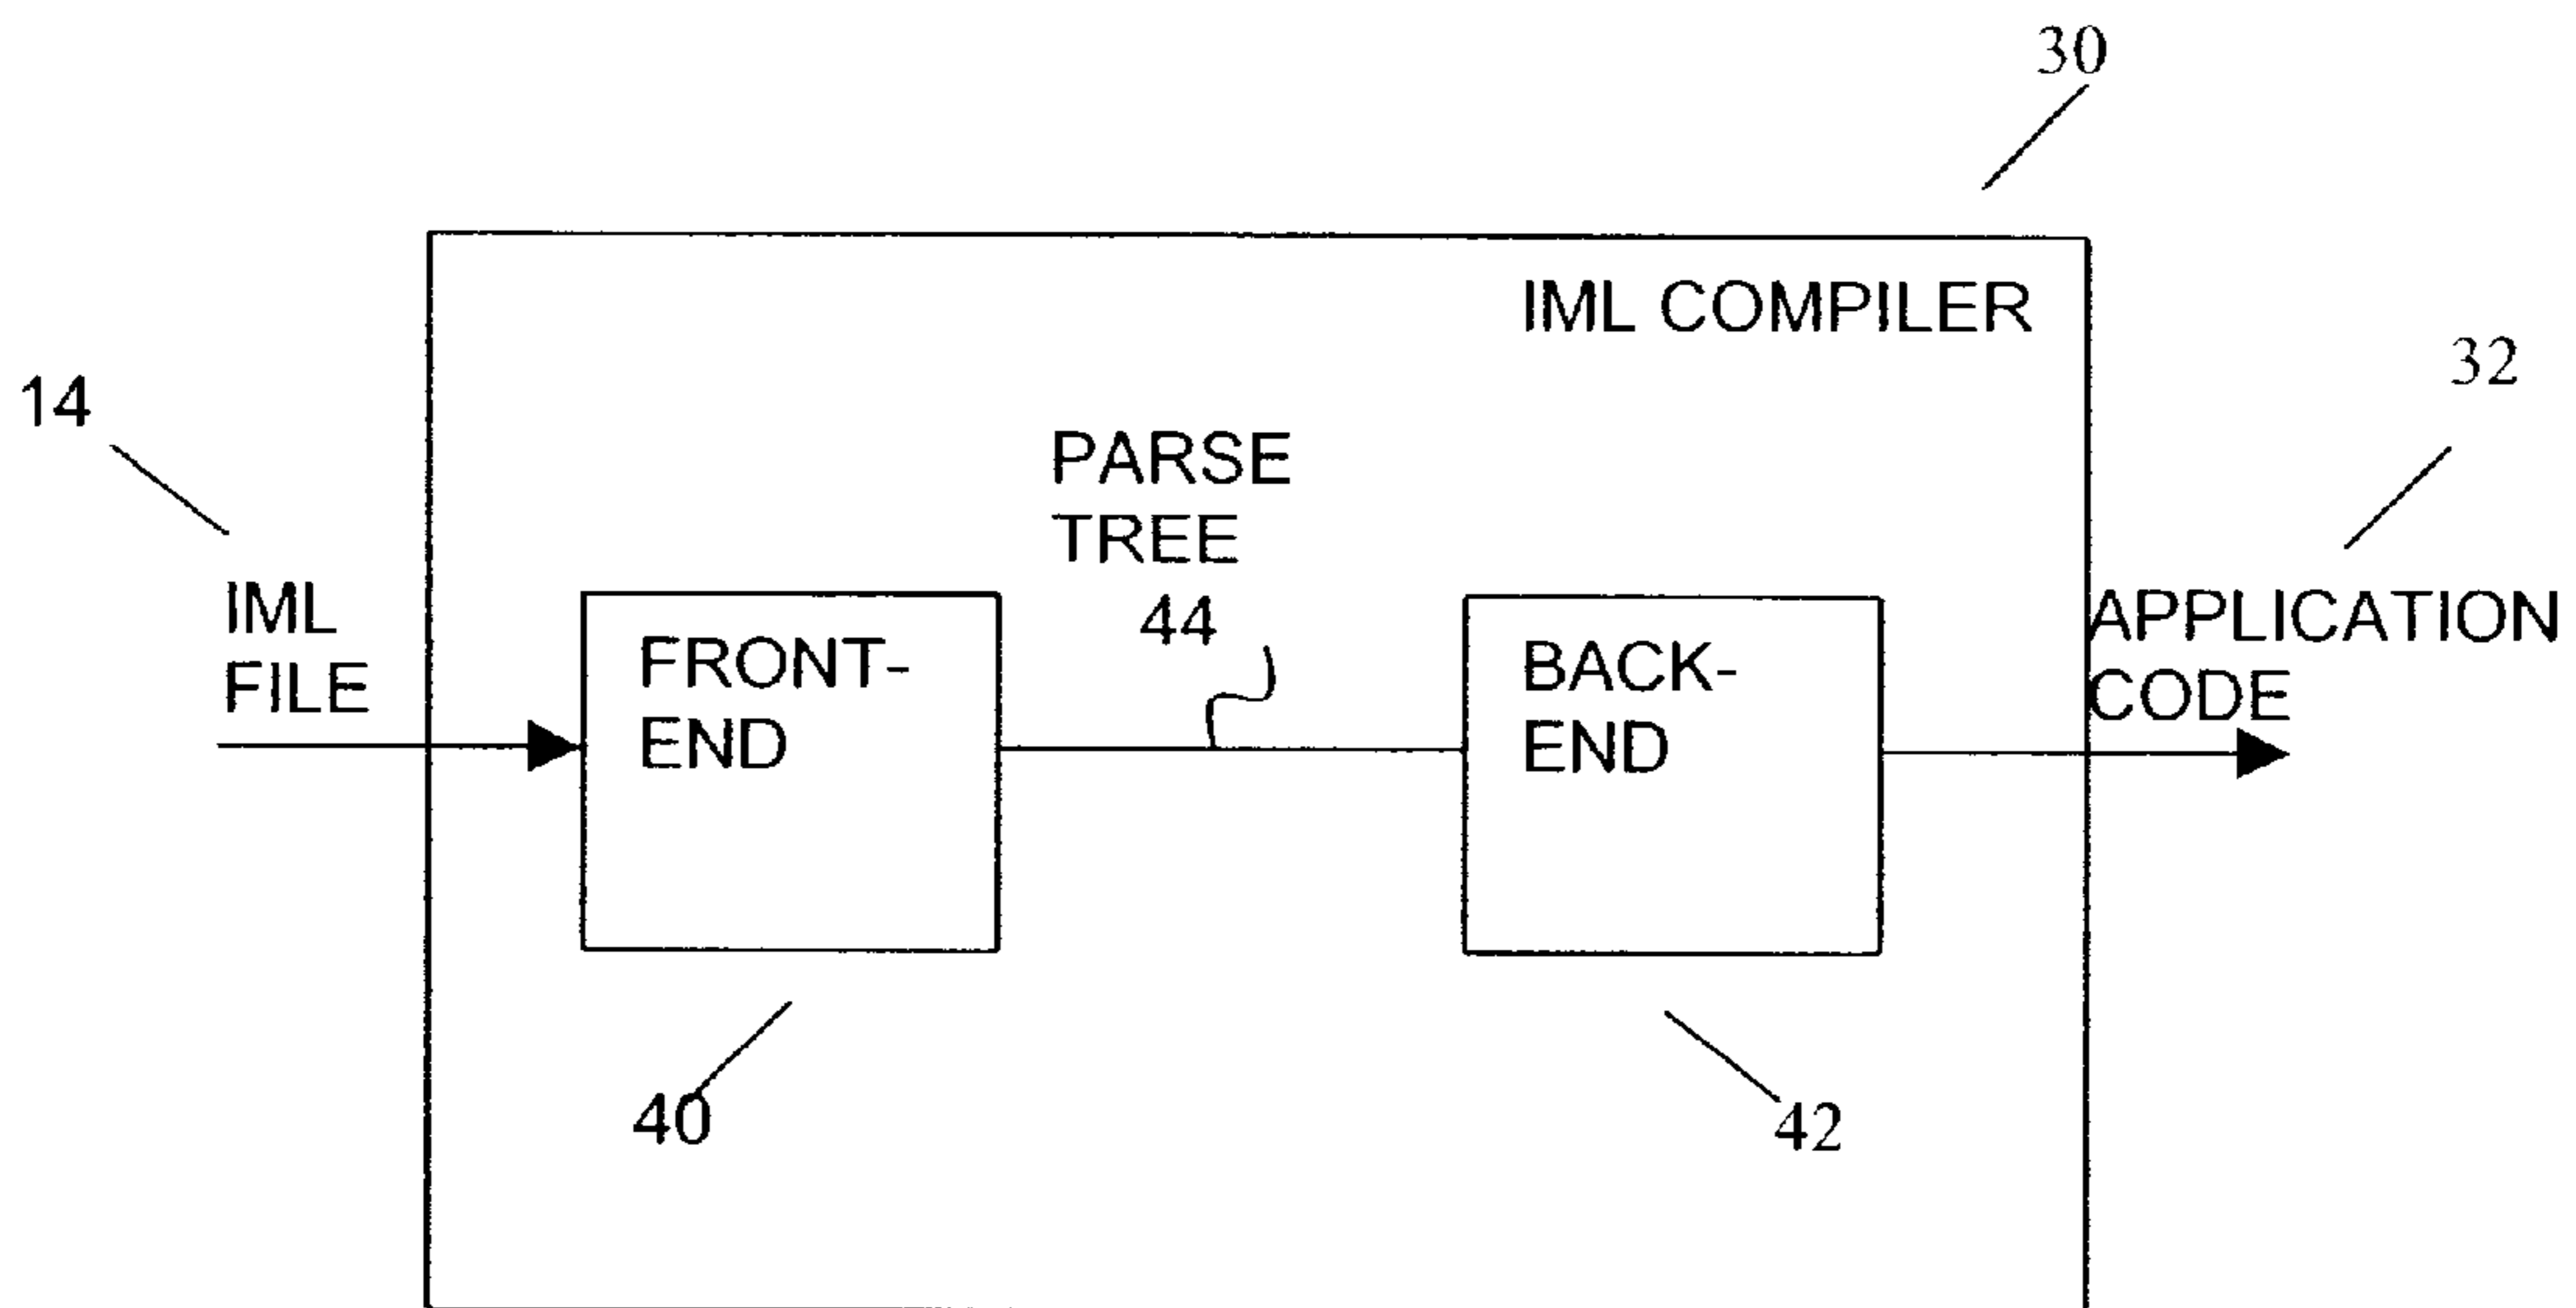 30
IML COMPILER
14
32
PARSE
TREE
44
IML
FILE
FRONT-
END
BACK-
END
APPLICATION
CODE
40
42